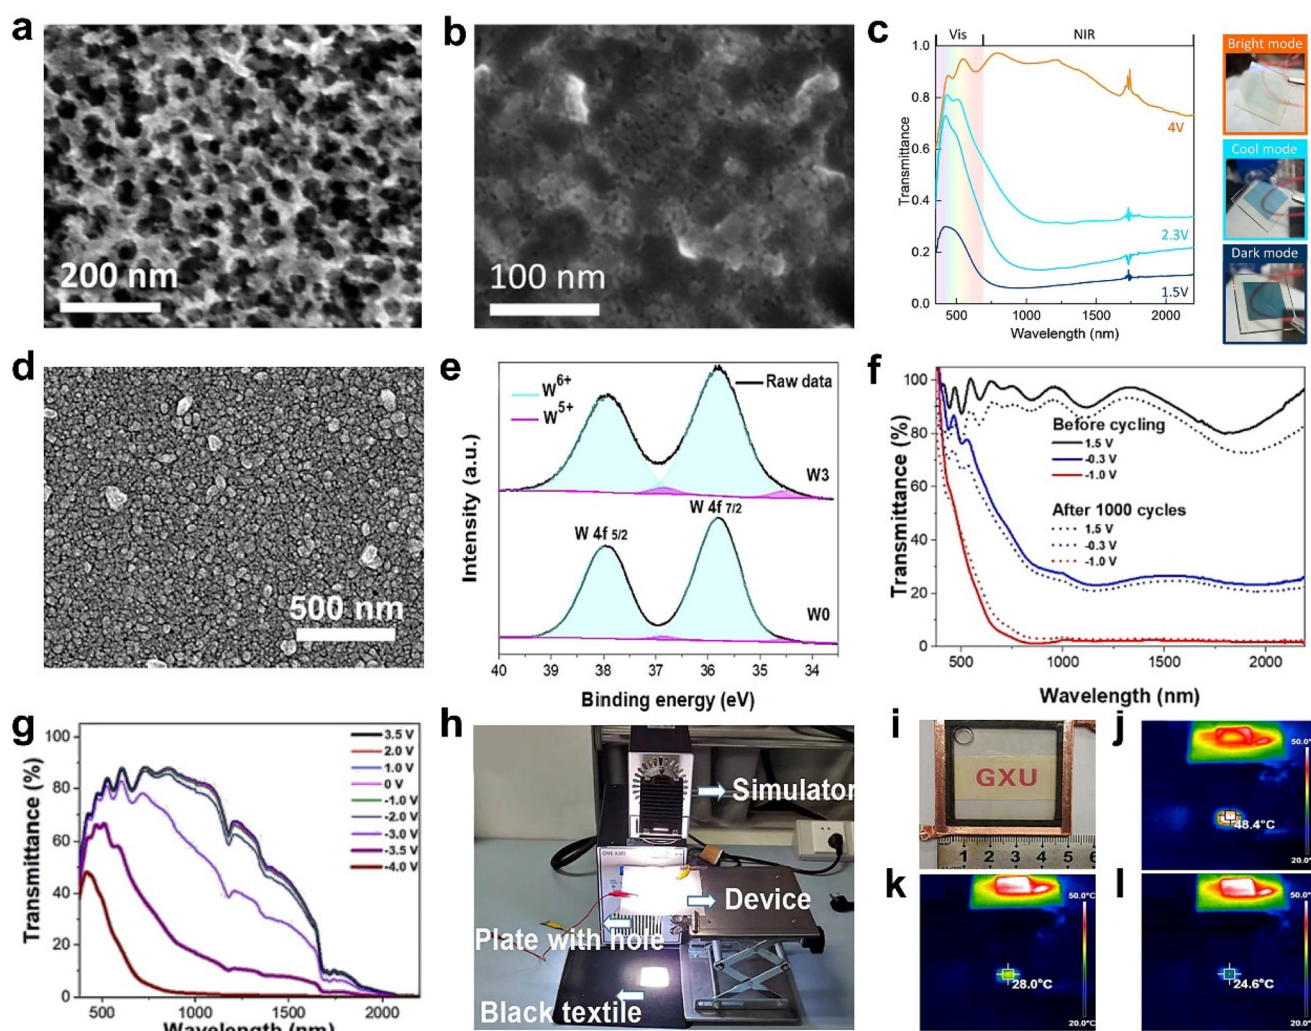 a
200 nm
b
100 nm
c
Vis
NIR
1.0
0.8
0.6
0.4
0.2
0.0
Transmittance
4V
2.3V
1.5V
500
1000
1500
2000
Wavelength (nm)
Bright mode
Cool mode
Dark mode
d
500 nm
e
W6+
W5+
Raw data
W3
W 4f 7/2
W 4f 5/2
W0
Intensity (a.u.)
40
39
38
37
36
35
34
Binding energy (eV)
f
100
80
60
40
20
0
Transmittance (%)
Before cycling
1.5 V
-0.3 V
-1.0 V
After 1000 cycles
1.5 V
-0.3 V
-1.0 V
500
1000
1500
2000
Wavelength (nm)
g
100
80
60
40
20
0
Transmittance (%)
3.5 V
2.0 V
1.0 V
0 V
-1.0 V
-2.0 V
-3.0 V
-3.5 V
-4.0 V
500
1000
1500
2000
Wavelength (nm)
h
Simulator
Device
Plate with hole
Black textile
i
GXU
1 2 3 4 5 6
j
50.0°C
48.4°C
20.0°C
k
50.0°C
28.0°C
20.0°C
l
50.0°C
24.6°C
20.0°C